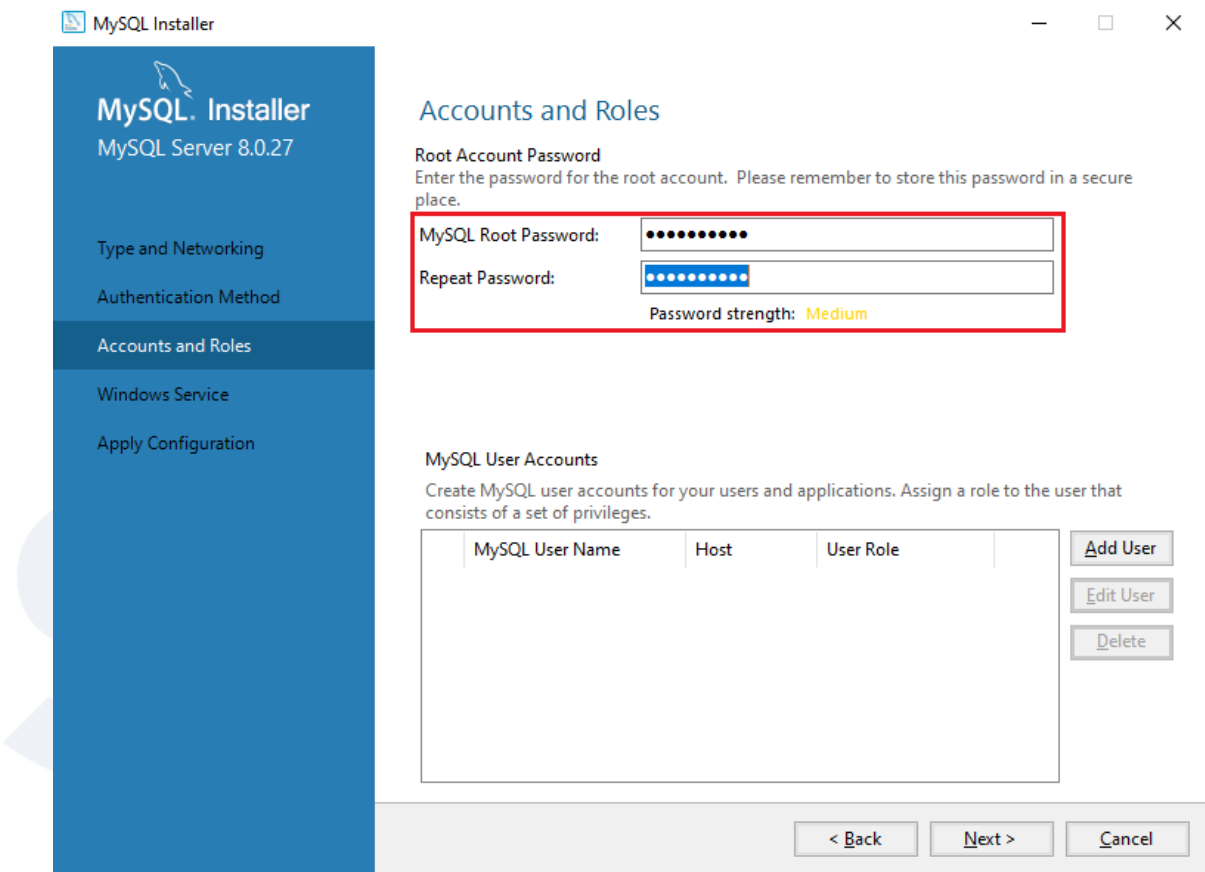 MySQL Installer
MySQL. Installer
MySQL Server 8.0.27
Type and Networking
Authentication Method
Accounts and Roles
Windows Service
Apply Configuration
Accounts and Roles
Root Account Password
Enter the password for the root account. Please remember to store this password in a secure
place.
MySQL Root Password: ●●●●●●●●●●
Repeat Password: ●●●●●●●●●●
Password strength: Medium
MySQL User Accounts
Create MySQL user accounts for your users and applications. Assign a role to the user that
consists of a set of privileges.
MySQL User Name Host User Role
Add User
Edit User
Delete
< Back Next > Cancel